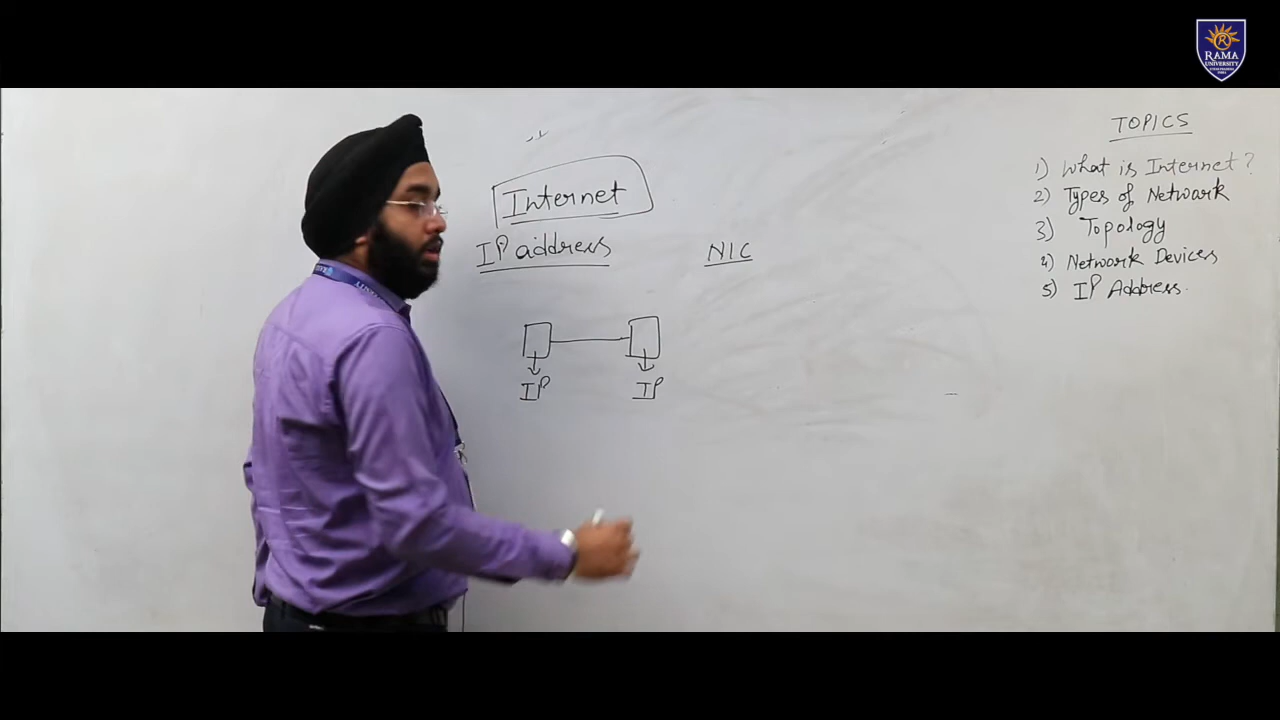 RAMA
UNIVERSITY
TOPICS
1) What is Internet?
2) Types of Network
3) Topology
4) Network Devices
5) IP Address.
Internet
IP address
NIC
IP
IP